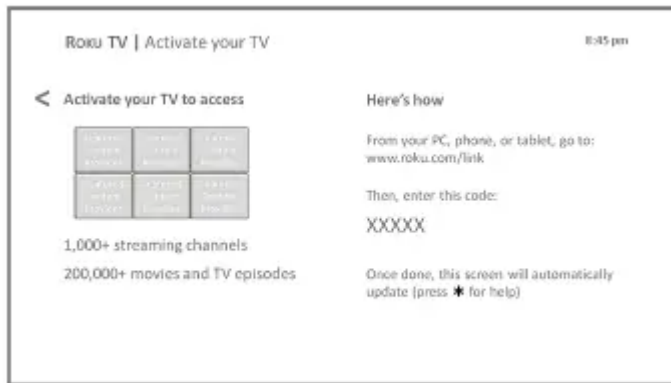 Roku TV | Activate your TV
8:45 pm
< Activate your TV to access
1,000+ streaming channels
200,000+ movies and TV episodes
Here's how
From your PC, phone, or tablet, go to:
www.roku.com/link
Then, enter this code:
XXXXX
Once done, this screen will automatically
update (press ✱ for help)